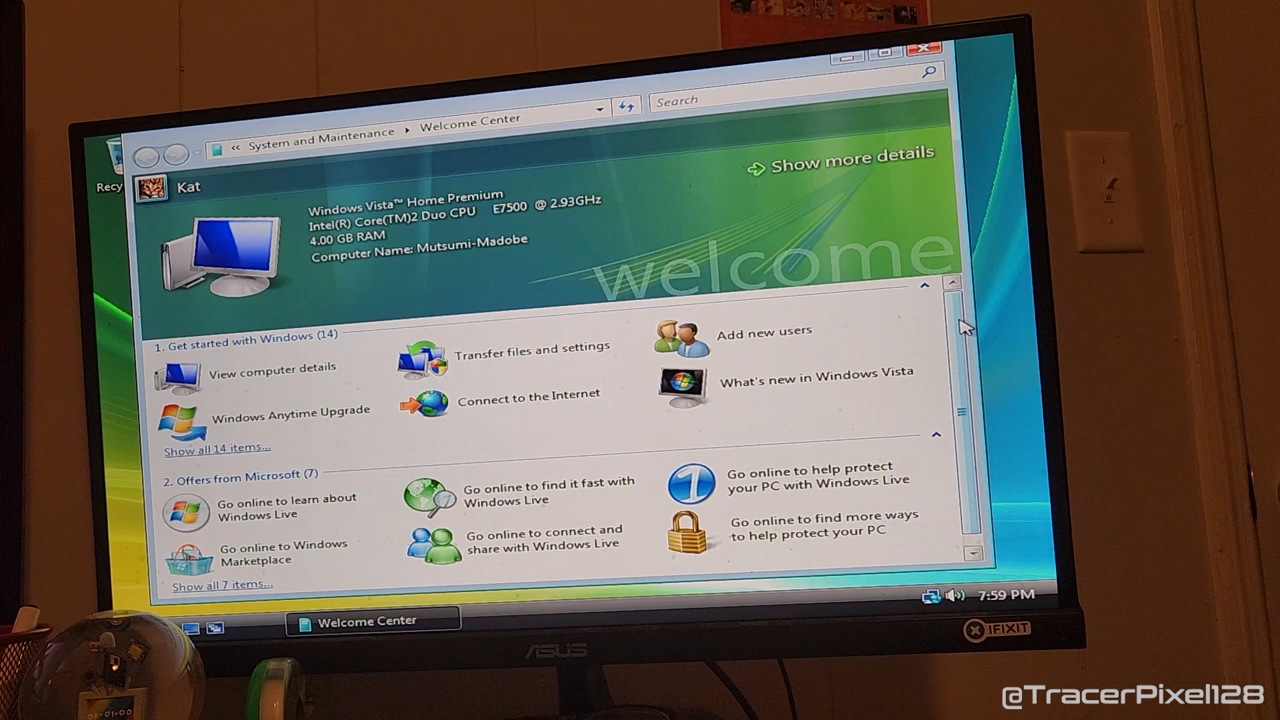 Search
« System and Maintenance ▸ Welcome Center
Recy
Kat
Show more details
Windows Vista™ Home Premium
Intel(R) Core(TM)2 Duo CPU E7500 @ 2.93GHz
4.00 GB RAM
Computer Name: Mutsumi-Madobe
welcome
1. Get started with Windows (14)
View computer details
Transfer files and settings
Add new users
Windows Anytime Upgrade
Connect to the Internet
What's new in Windows Vista
Show all 14 items...
2. Offers from Microsoft (7)
Go online to learn about
Windows Live
Go online to find it fast with
Windows Live
Go online to help protect
your PC with Windows Live
Go online to Windows
Marketplace
Go online to connect and
share with Windows Live
Go online to find more ways
to help protect your PC
Show all 7 items...
Welcome Center
7:59 PM
ASUS
IFIXIT
@TracerPixel128